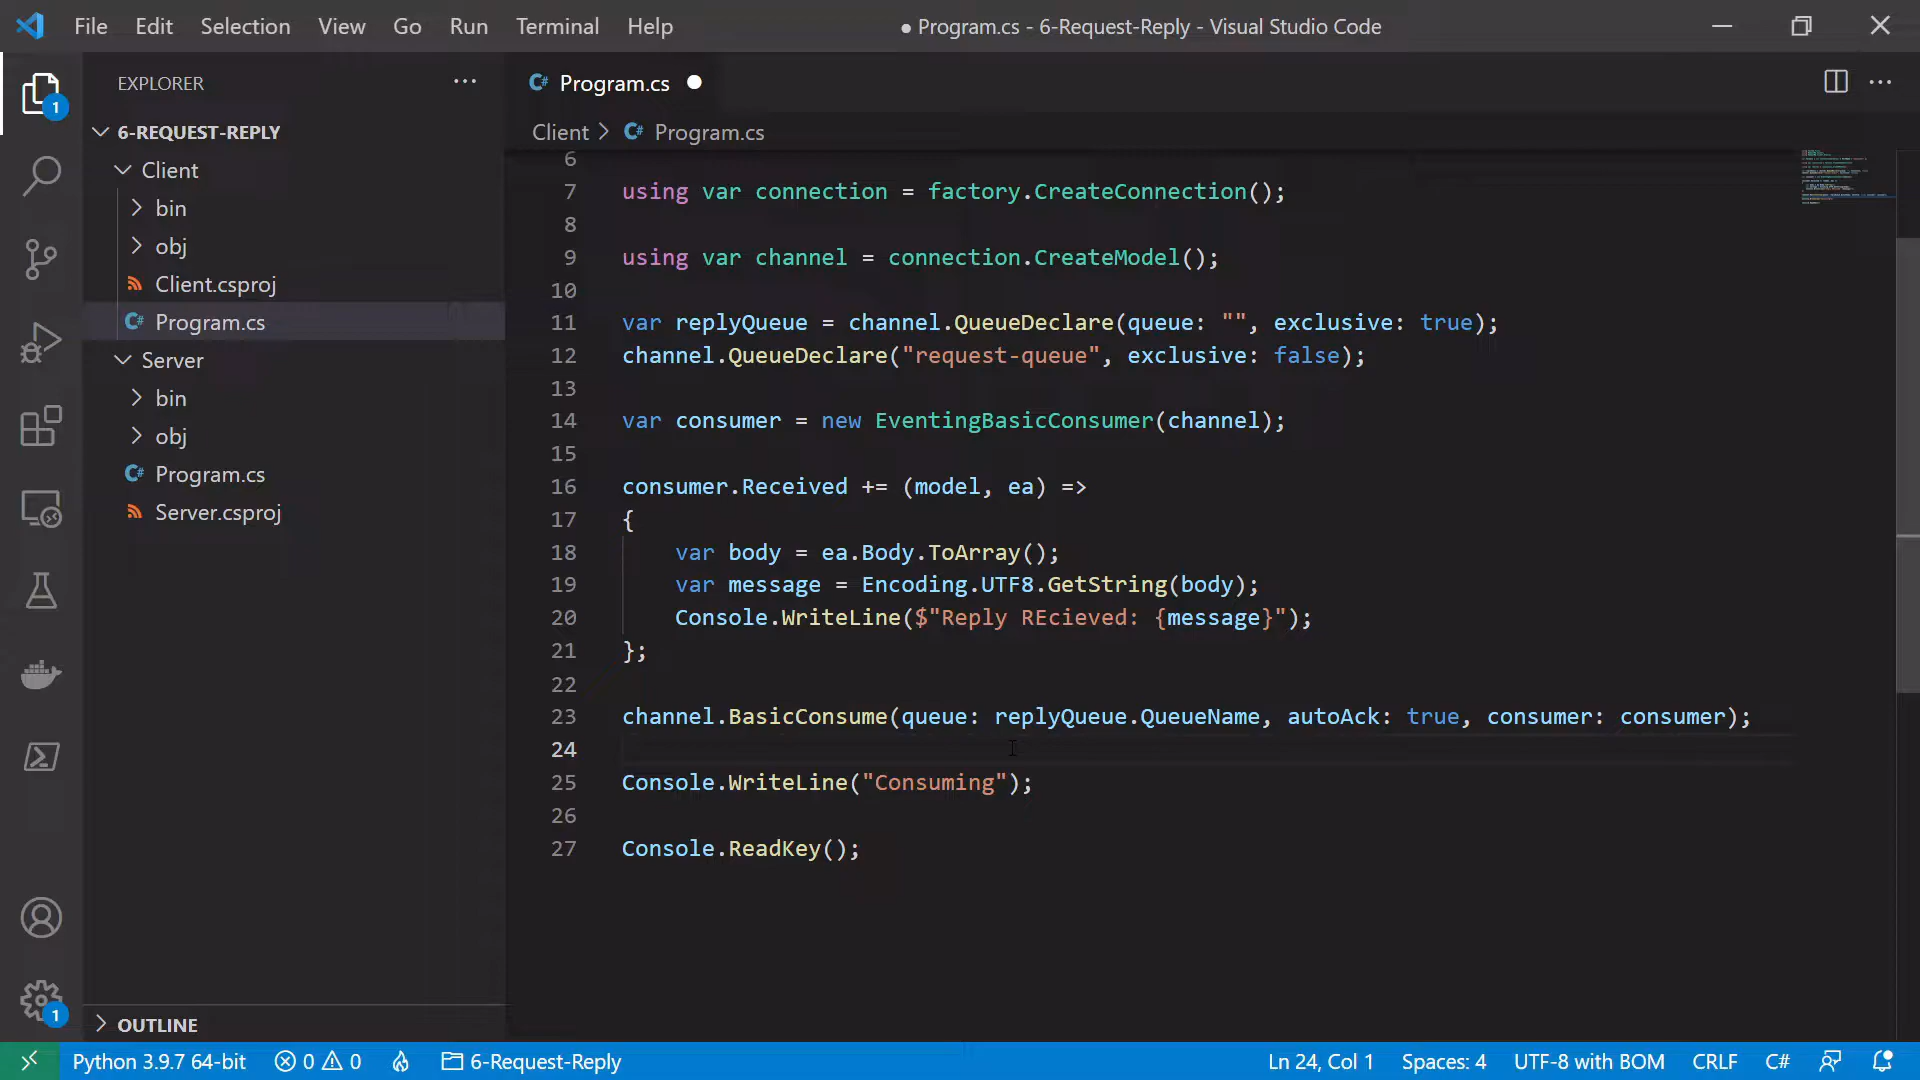 File Edit Selection View Go Run Terminal Help
● Program.cs - 6-Request-Reply - Visual Studio Code
EXPLORER
1
6-REQUEST-REPLY
Client
bin
obj
Client.csproj
Program.cs
Server
bin
obj
Program.cs
Server.csproj
OUTLINE
1
Program.cs
Client > Program.cs
6
7 using var connection = factory.CreateConnection();
8
9 using var channel = connection.CreateModel();
10
11 var replyQueue = channel.QueueDeclare(queue: "", exclusive: true);
12 channel.QueueDeclare("request-queue", exclusive: false);
13
14 var consumer = new EventingBasicConsumer(channel);
15
16 consumer.Received += (model, ea) =>
17 {
18 var body = ea.Body.ToArray();
19 var message = Encoding.UTF8.GetString(body);
20 Console.WriteLine($"Reply REcieved: {message}");
21 };
22
23 channel.BasicConsume(queue: replyQueue.QueueName, autoAck: true, consumer: consumer);
24
25 Console.WriteLine("Consuming");
26
27 Console.ReadKey();
Python 3.9.7 64-bit 0 0 6-Request-Reply Ln 24, Col 1 Spaces: 4 UTF-8 with BOM CRLF C#